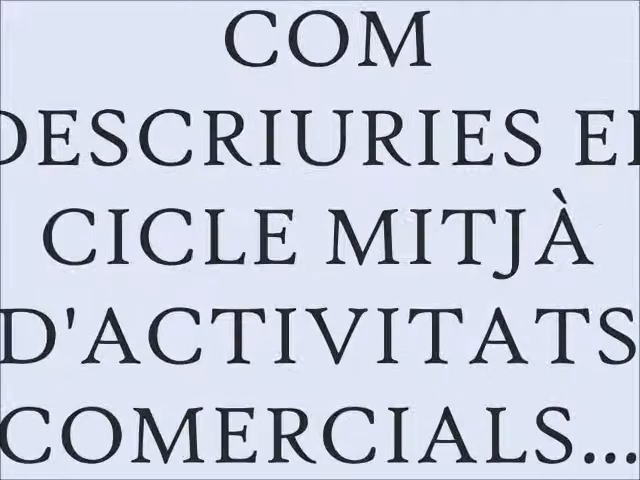 COM
DESCRIURIES EL
CICLE MITJÀ
D'ACTIVITATS
COMERCIALS...